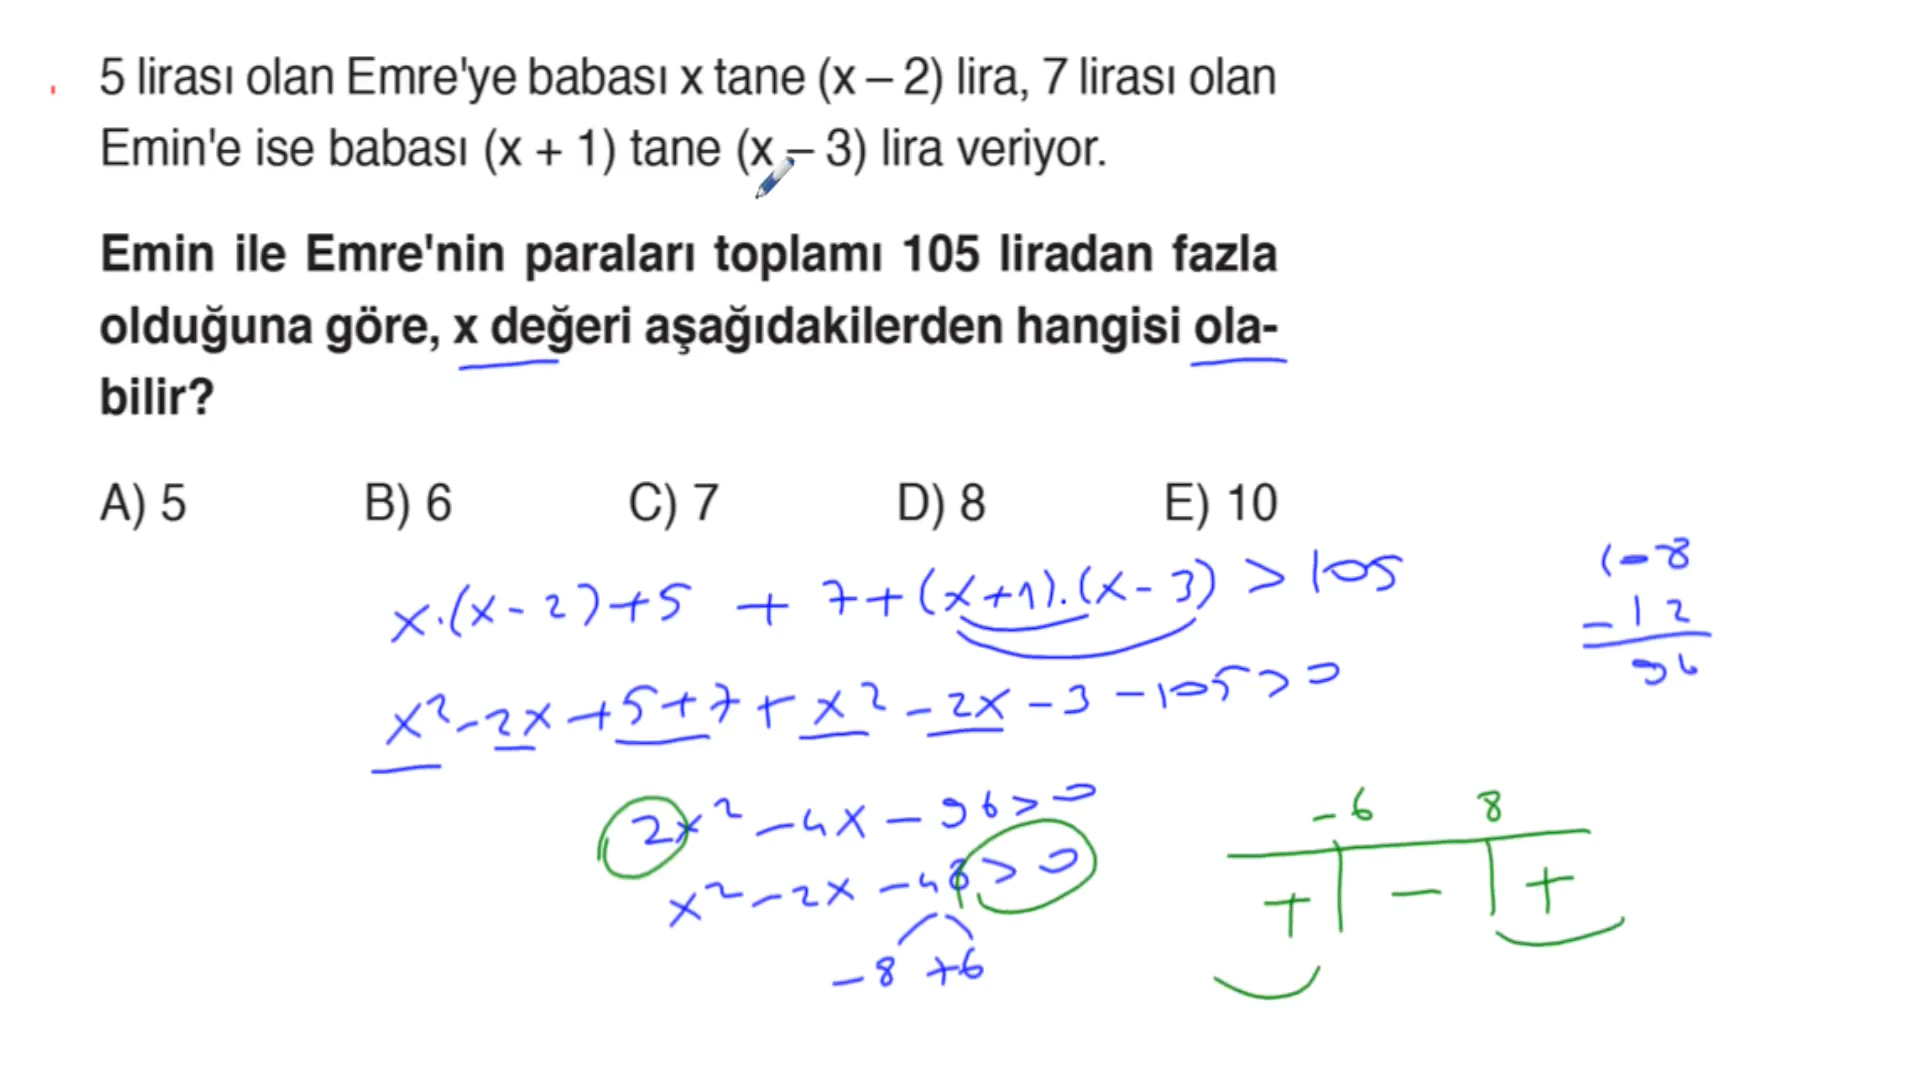 5 lirası olan Emre'ye babası x tane (x – 2) lira, 7 lirası olan
Emin'e ise babası (x + 1) tane (x – 3) lira veriyor.
Emin ile Emre'nin paraları toplamı 105 liradan fazla
olduğuna göre, x değeri aşağıdakilerden hangisi ola-
bilir?
A) 5 B) 6 C) 7 D) 8 E) 10
x.(x-2)+5 + 7+(x+1).(x-3) > 105
x²-2x+5+7+x²-2x-3-105>0
2x²-4x-96>0
x²-2x-48>0
-8 +6
108
-12
96
-6 8
+ - +